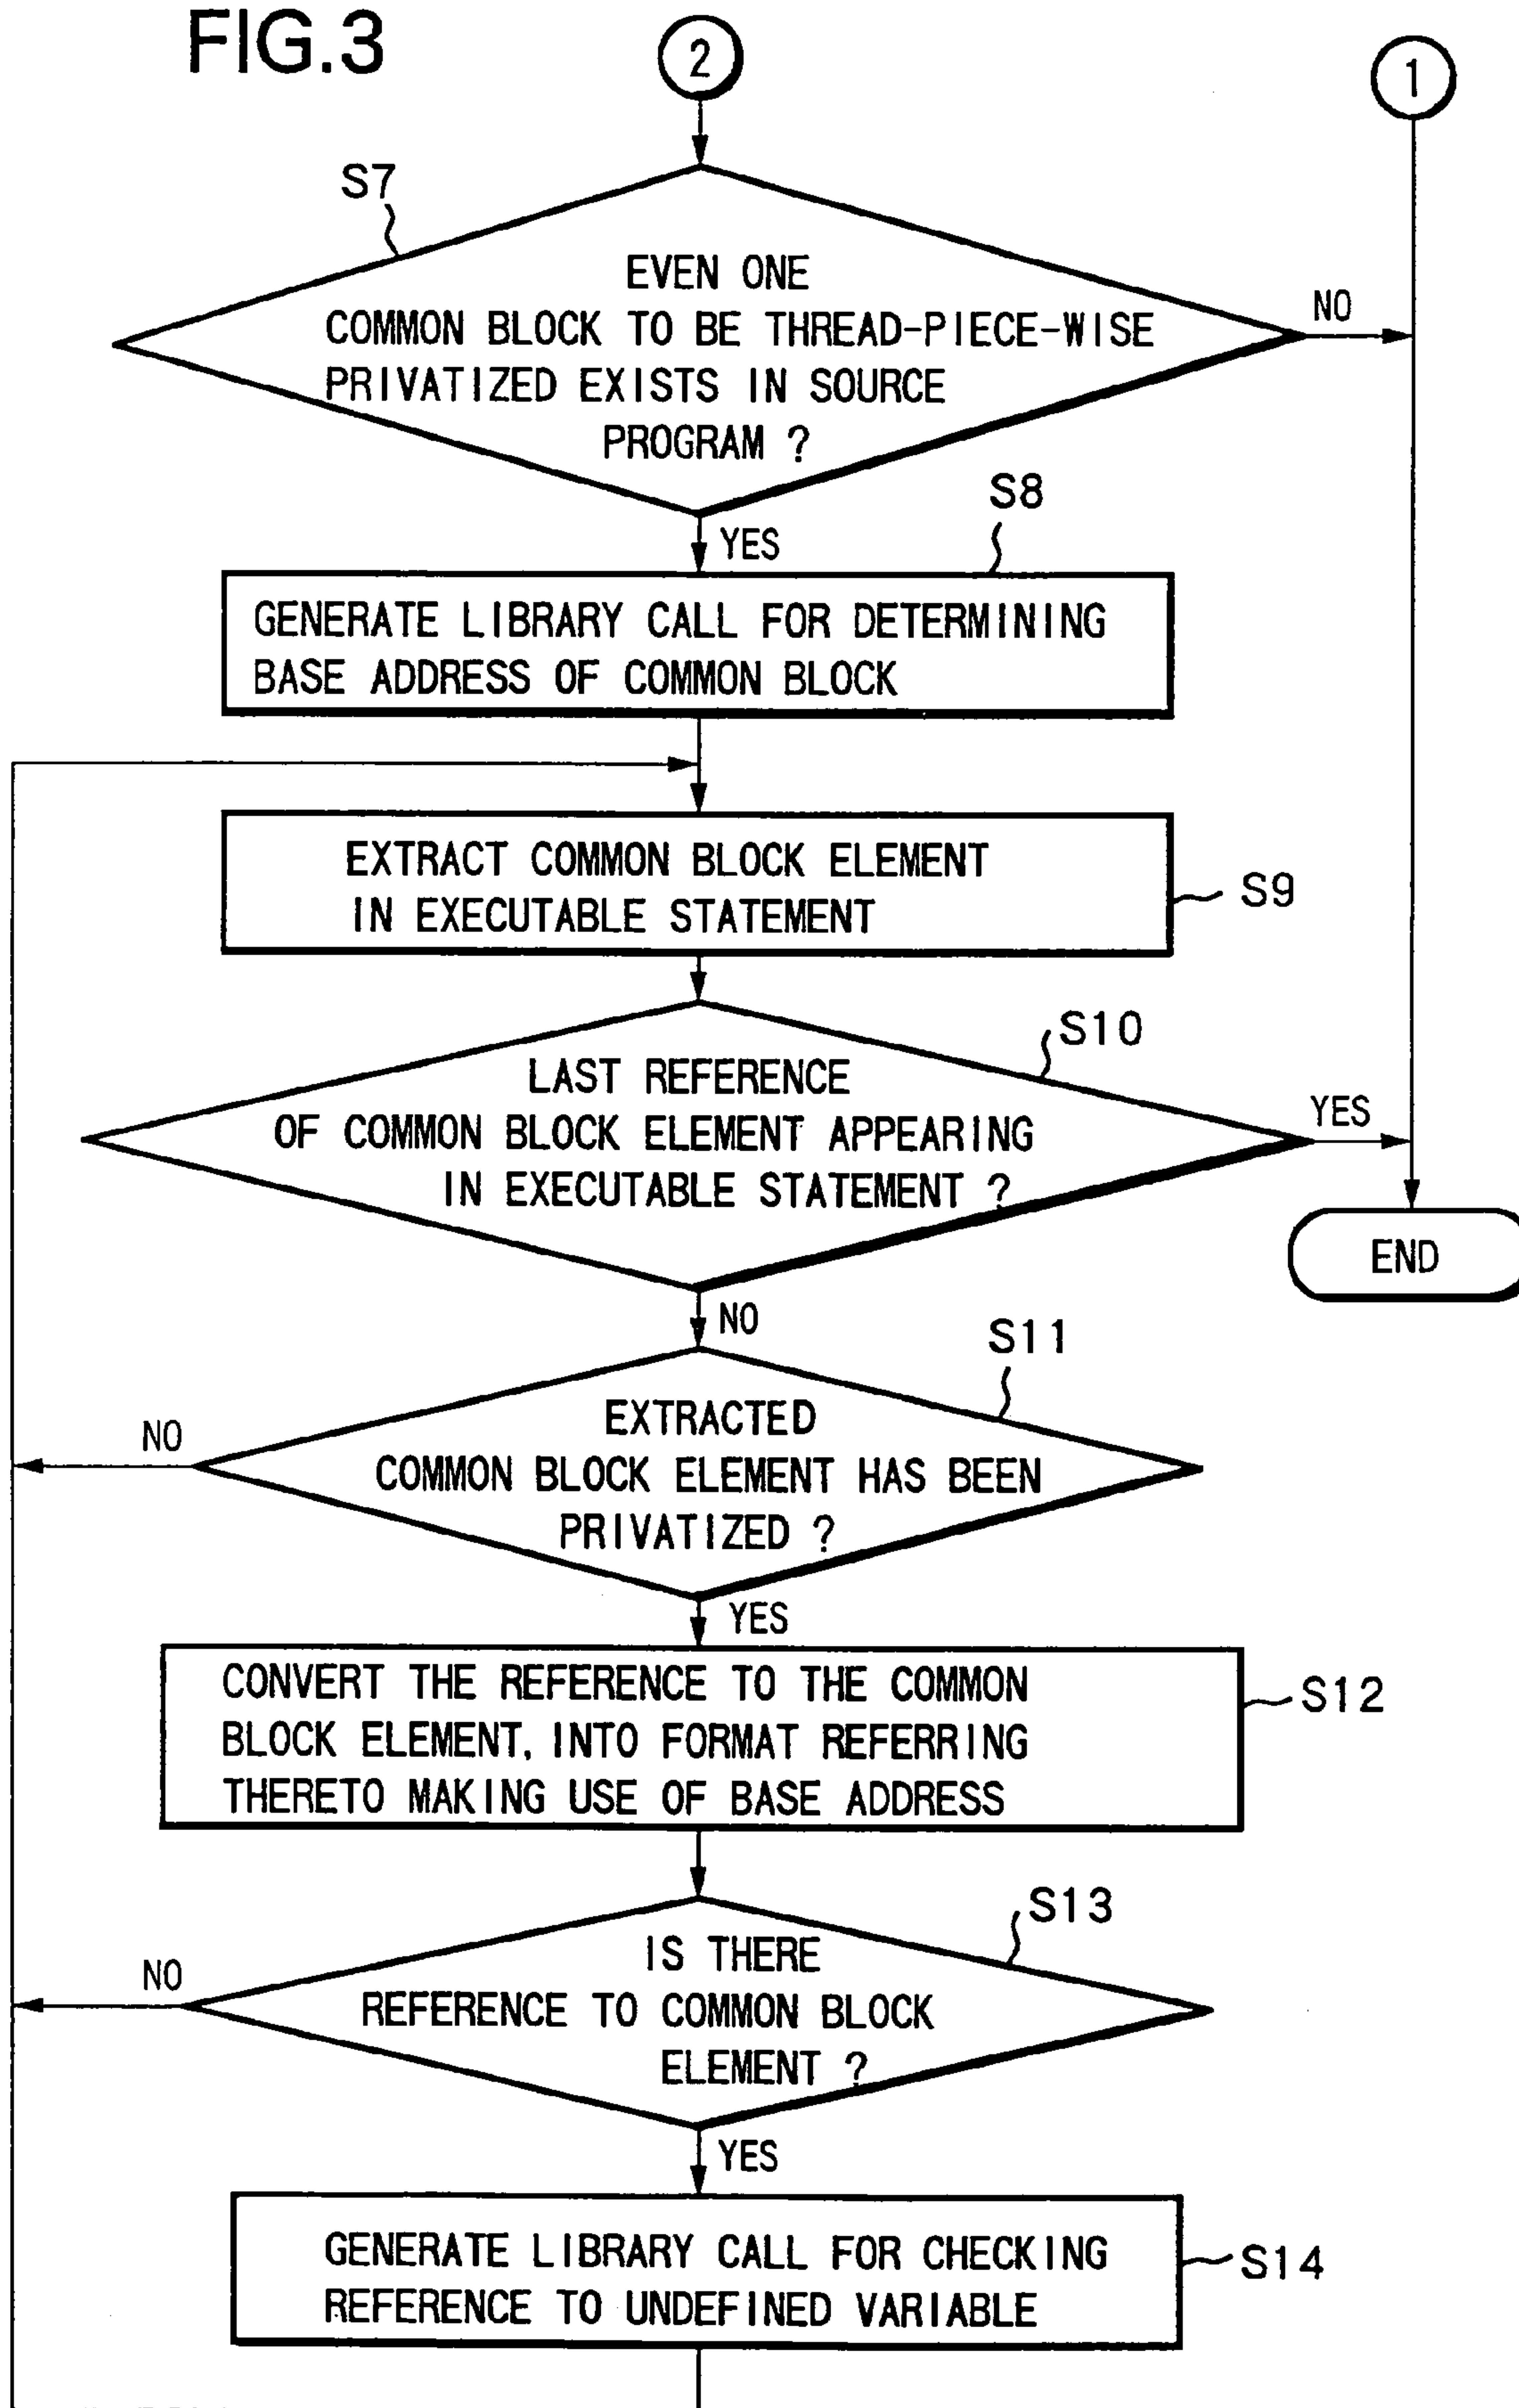 FIG.3
2
1
S7
EVEN ONE
COMMON BLOCK TO BE THREAD-PIECE-WISE
PRIVATIZED EXISTS IN SOURCE
PROGRAM ?
NO
YES
S8
GENERATE LIBRARY CALL FOR DETERMINING
BASE ADDRESS OF COMMON BLOCK
EXTRACT COMMON BLOCK ELEMENT
IN EXECUTABLE STATEMENT
S9
S10
LAST REFERENCE
OF COMMON BLOCK ELEMENT APPEARING
IN EXECUTABLE STATEMENT ?
YES
END
NO
S11
EXTRACTED
COMMON BLOCK ELEMENT HAS BEEN
PRIVATIZED ?
NO
YES
CONVERT THE REFERENCE TO THE COMMON
BLOCK ELEMENT, INTO FORMAT REFERRING
THERETO MAKING USE OF BASE ADDRESS
S12
S13
IS THERE
REFERENCE TO COMMON BLOCK
ELEMENT ?
NO
YES
GENERATE LIBRARY CALL FOR CHECKING
REFERENCE TO UNDEFINED VARIABLE
S14